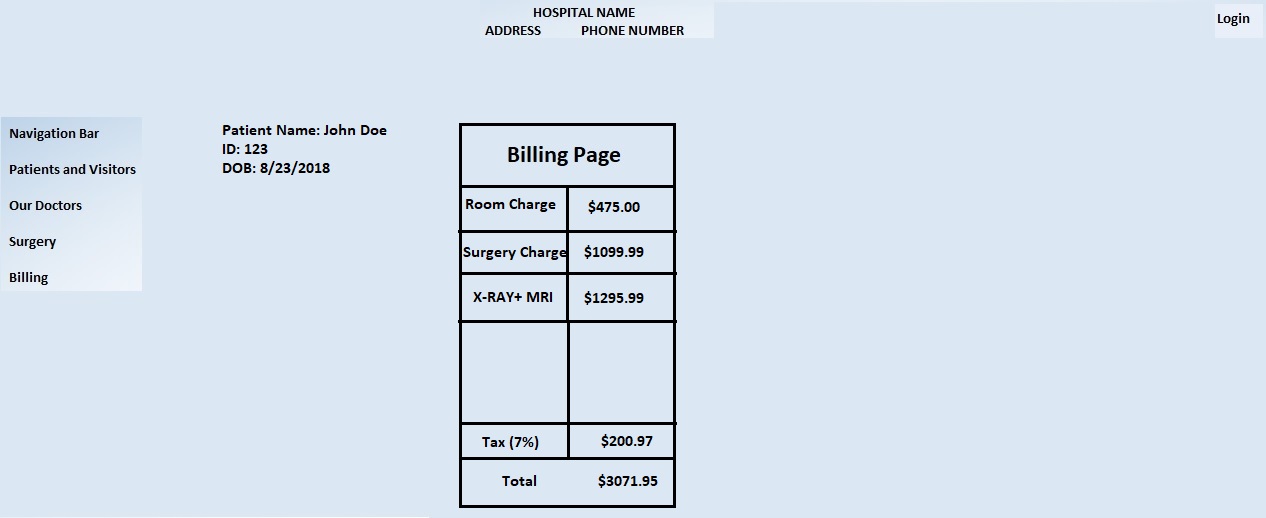 HOSPITAL NAME
ADDRESS PHONE NUMBER
Login
Navigation Bar
Patients and Visitors
Our Doctors
Surgery
Billing
Patient Name: John Doe
ID: 123
DOB: 8/23/2018
Billing Page
Room Charge $475.00
Surgery Charge $1099.99
X-RAY+ MRI $1295.99
Tax (7%) $200.97
Total $3071.95